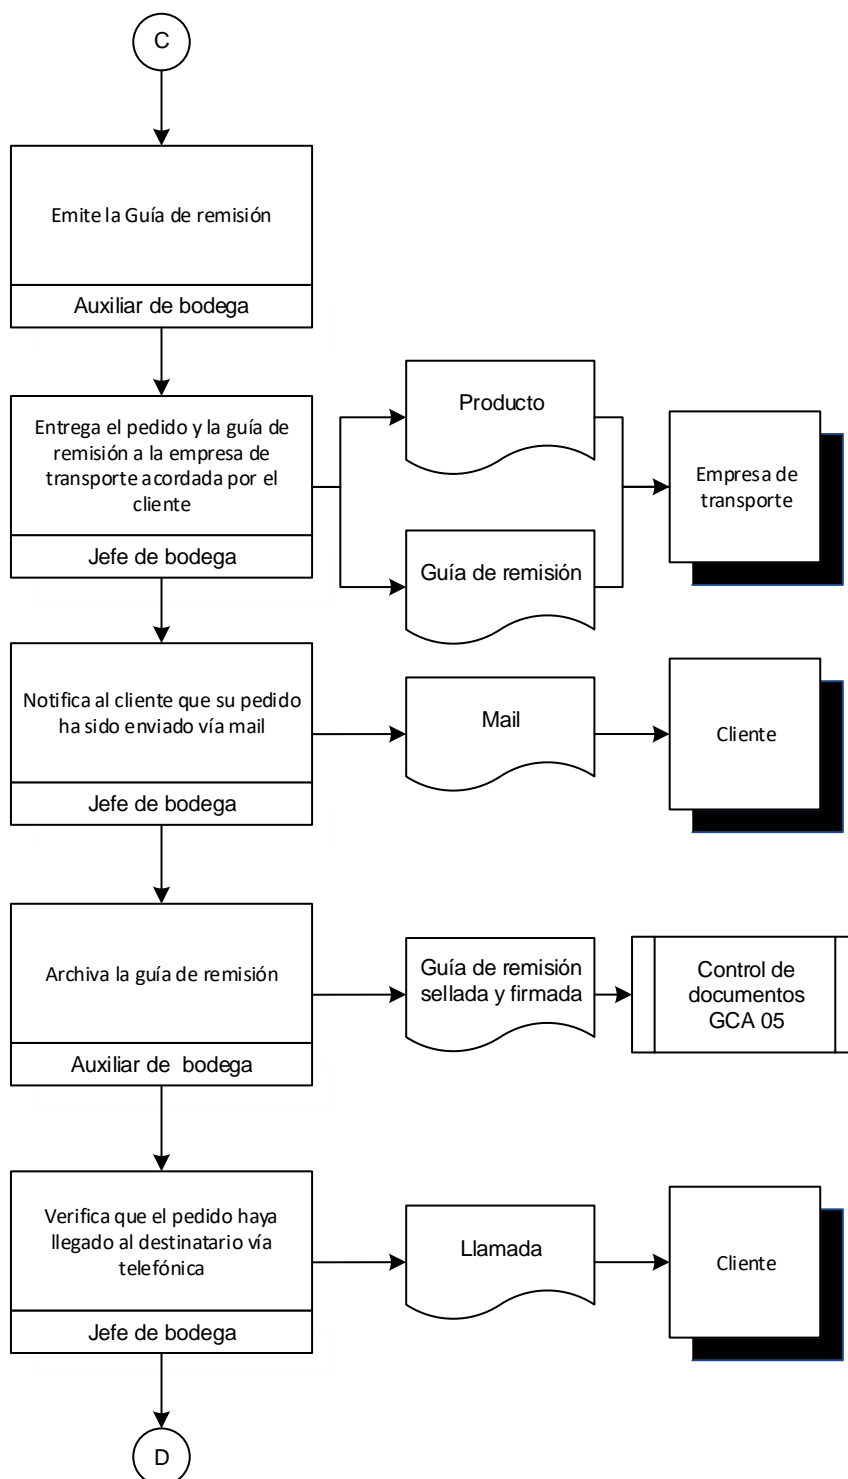 C
Emite la Guía de remisión
Auxiliar de bodega
Entrega el pedido y la guía de
remisión a la empresa de
transporte acordada por el
cliente
Jefe de bodega
Producto
Guía de remisión
Empresa de
transporte
Notifica al cliente que su pedido
ha sido enviado vía mail
Jefe de bodega
Mail
Cliente
Archiva la guía de remisión
Auxiliar de bodega
Guía de remisión
sellada y firmada
Control de
documentos
GCA 05
Verifica que el pedido haya
llegado al destinatario vía
telefónica
Jefe de bodega
Llamada
Cliente
D